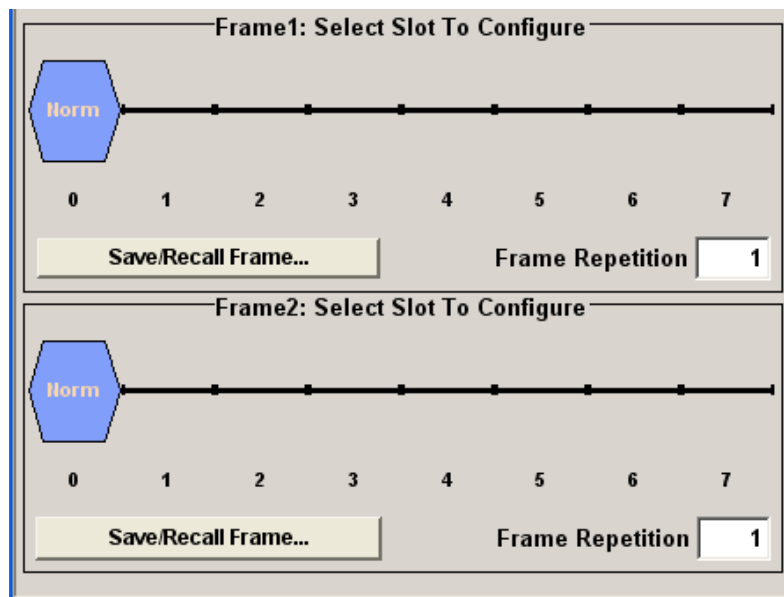 Frame1: Select Slot To Configure
Norm
0 1 2 3 4 5 6 7
Save/Recall Frame... Frame Repetition 1
Frame2: Select Slot To Configure
Norm
0 1 2 3 4 5 6 7
Save/Recall Frame... Frame Repetition 1